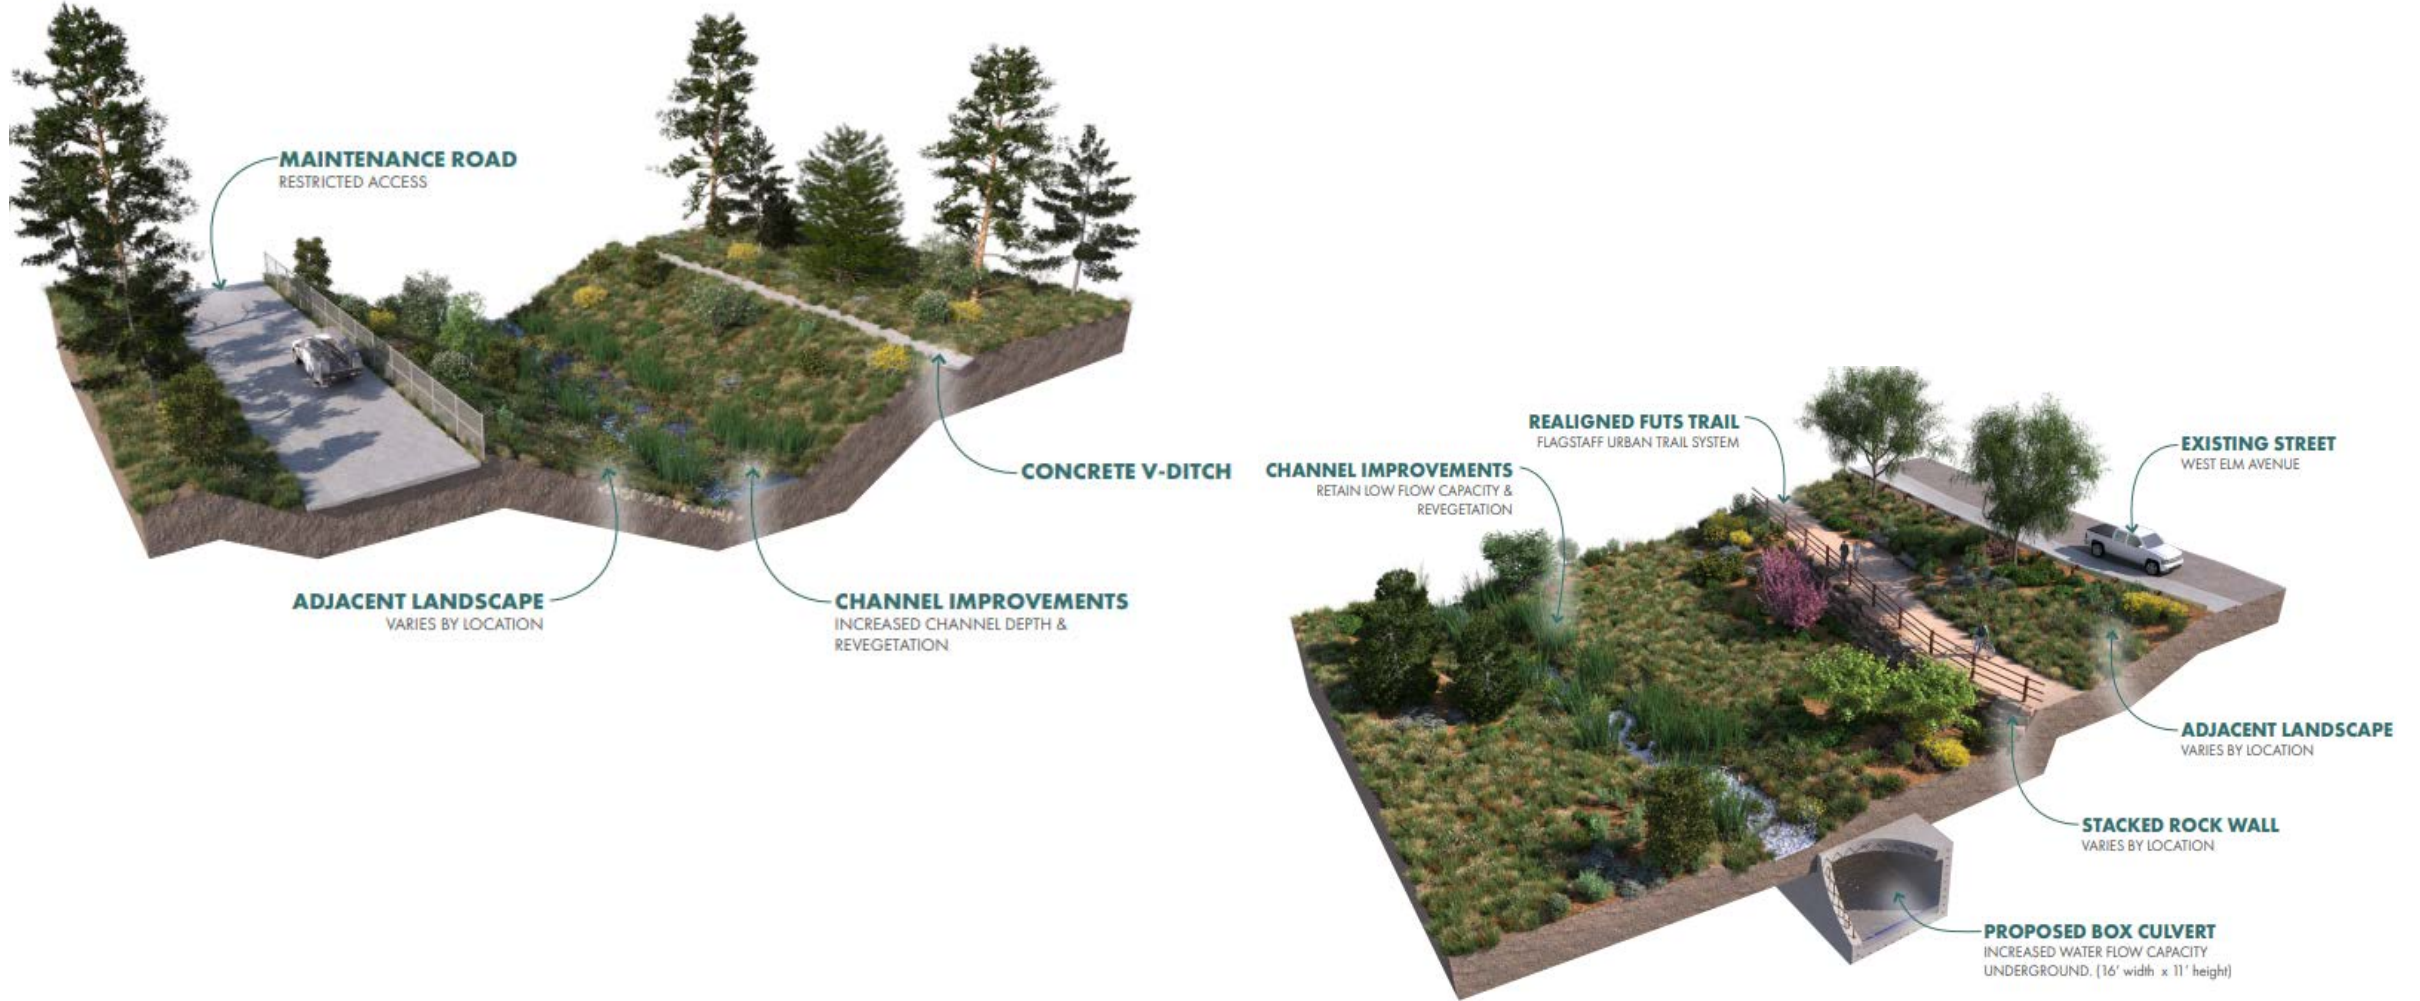 MAINTENANCE ROAD
RESTRICTED ACCESS
CONCRETE V-DITCH
ADJACENT LANDSCAPE
VARIES BY LOCATION
CHANNEL IMPROVEMENTS
INCREASED CHANNEL DEPTH &
REVEGETATION
REALIGNED FUTS TRAIL
FLAGSTAFF URBAN TRAIL SYSTEM
CHANNEL IMPROVEMENTS
RETAIN LOW FLOW CAPACITY &
REVEGETATION
EXISTING STREET
WEST ELM AVENUE
ADJACENT LANDSCAPE
VARIES BY LOCATION
STACKED ROCK WALL
VARIES BY LOCATION
PROPOSED BOX CULVERT
INCREASED WATER FLOW CAPACITY
UNDERGROUND. (16' width x 11' height)